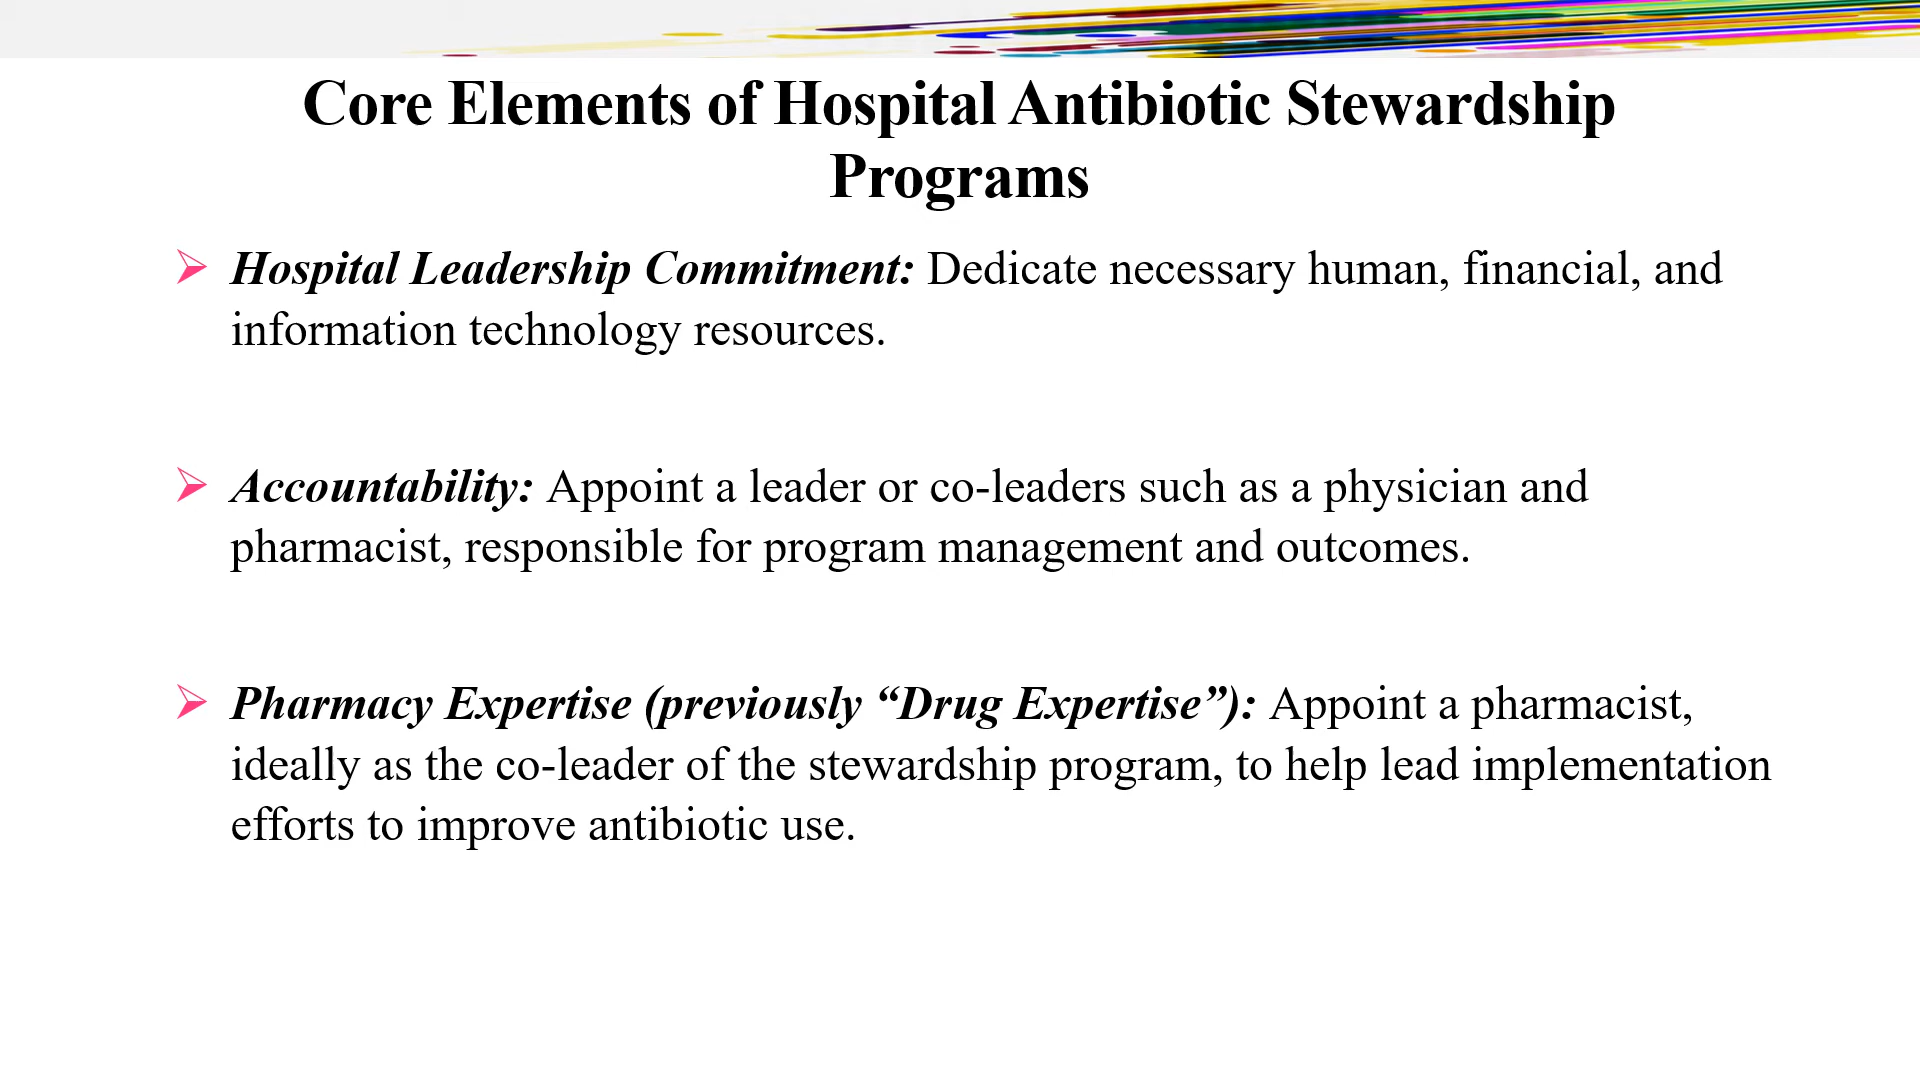 Core Elements of Hospital Antibiotic Stewardship
Programs
Hospital Leadership Commitment: Dedicate necessary human, financial, and
information technology resources.
Accountability: Appoint a leader or co-leaders such as a physician and
pharmacist, responsible for program management and outcomes.
Pharmacy Expertise (previously “Drug Expertise”): Appoint a pharmacist,
ideally as the co-leader of the stewardship program, to help lead implementation
efforts to improve antibiotic use.